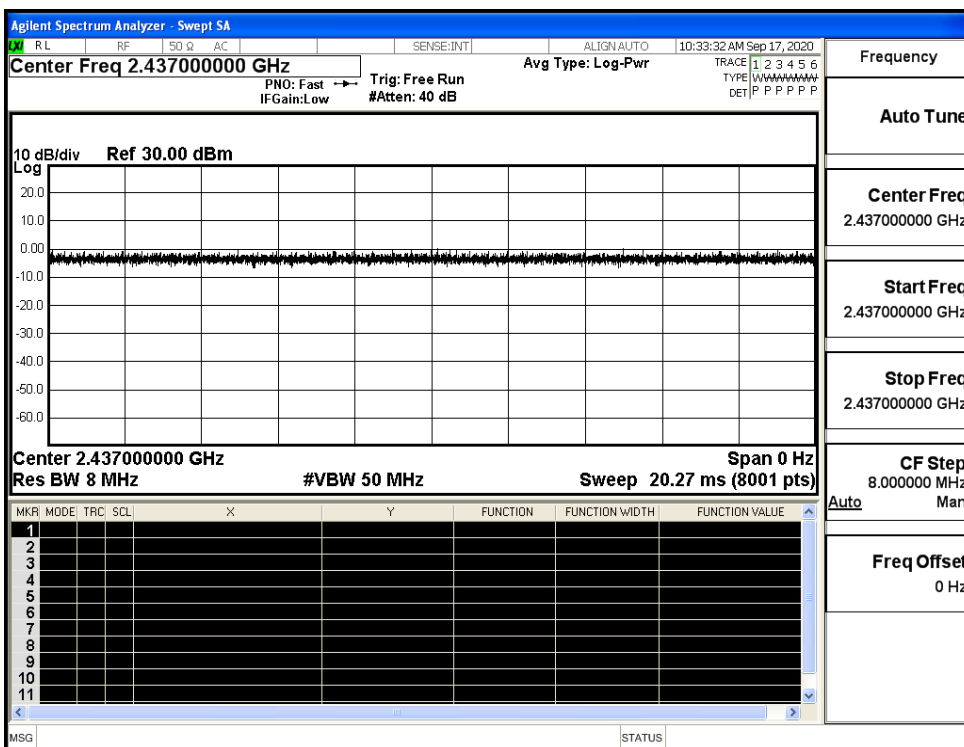 Agilent Spectrum Analyzer - Swept SA
LXI RL RF 50 Ω AC SENSE:INT ALIGN AUTO 10:33:32 AM Sep 17, 2020
Center Freq 2.437000000 GHz
PNO: Fast
IFGain:Low
Trig: Free Run
#Atten: 40 dB
Avg Type: Log-Pwr
TRACE 1 2 3 4 5 6
TYPE WWWWWW
DET P P P P P P
10 dB/div Ref 30.00 dBm
Log
20.0
10.0
0.00
-10.0
-20.0
-30.0
-40.0
-50.0
-60.0
Center 2.437000000 GHz Span 0 Hz
Res BW 8 MHz #VBW 50 MHz Sweep 20.27 ms (8001 pts)
MKR MODE TRC SCL X Y FUNCTION FUNCTION WIDTH FUNCTION VALUE
1
2
3
4
5
6
7
8
9
10
11
MSG STATUS
Frequency
Auto Tune
Center Freq
2.437000000 GHz
Start Freq
2.437000000 GHz
Stop Freq
2.437000000 GHz
CF Step
8.000000 MHz
Auto Man
Freq Offset
0 Hz